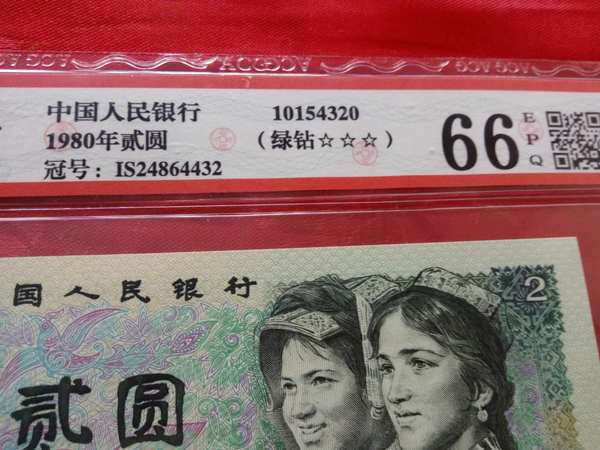 中国人民银行 10154320
1980年贰圆 (绿钻☆☆☆)
冠号: IS24864432
66 EPQ
国人民银行
2
贰圆